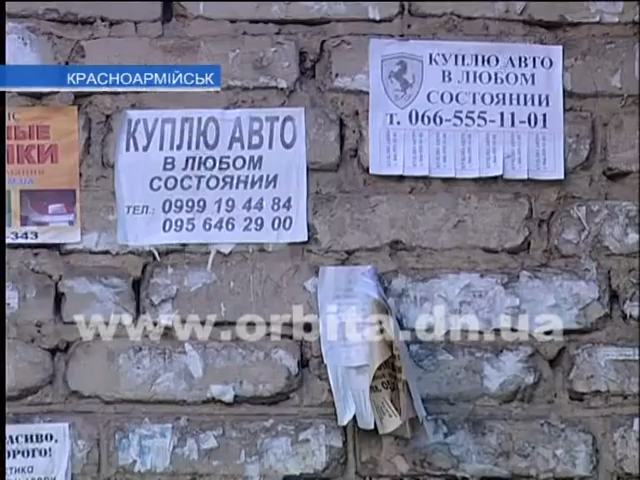 КРАСНОАРМІЙСЬК
КУПЛЮ АВТО
В ЛЮБОМ
СОСТОЯНИИ
Т. 066-555-11-01
КУПЛЮ АВТО
В ЛЮБОМ
СОСТОЯНИИ
ТЕЛ.: 0999 19 44 84
095 646 29 00
-343
www.orbita.dn.ua